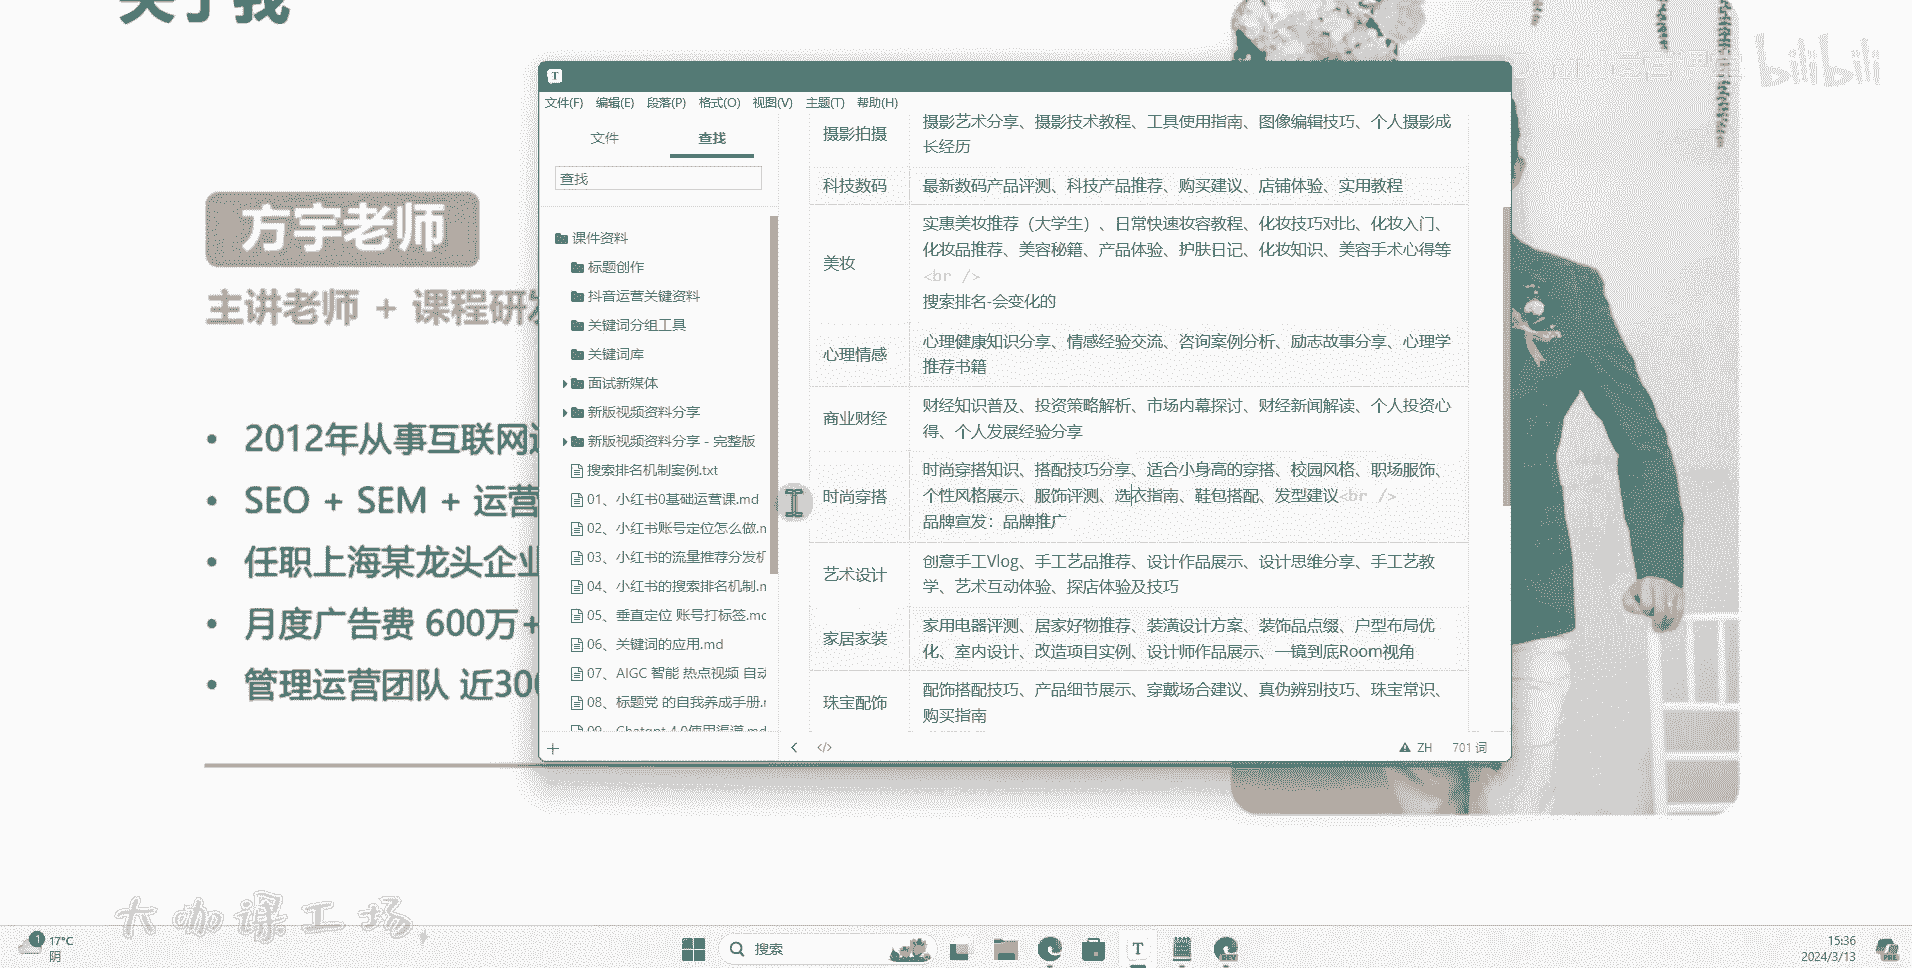 关于我
bilibili
方宇老师
主讲老师 + 课程研发
2012年从事互联网运
SEO + SEM + 运营
任职上海某龙头企业
月度广告费 600万+
管理运营团队 近300
T
文件(F) 编辑(E) 段落(P) 格式(O) 视图(V) 主题(T) 帮助(H)
文件 查找
查找
课件资料
标题创作
抖音运营关键资料
关键词分组工具
关键词库
面试新媒体
新版视频资料分享
新版视频资料分享 - 完整版
搜索排名机制案例.txt
01、小红书0基础运营课.md
02、小红书账号定位怎么做.m
03、小红书的流量推荐分发机
04、小红书的搜索排名机制.m
05、垂直定位 账号打标签.md
06、关键词的应用.md
07、AIGC 智能 热点视频 自动
08、标题党 的自我养成手册.m
09、Chatgpt 4.0使用渠道.md
摄影拍摄
摄影艺术分享、摄影技术教程、工具使用指南、图像编辑技巧、个人摄影成
长经历
科技数码
最新数码产品评测、科技产品推荐、购买建议、店铺体验、实用教程
美妆
实惠美妆推荐（大学生）、日常快速妆容教程、化妆技巧对比、化妆入门、
化妆品推荐、美容秘籍、产品体验、护肤日记、化妆知识、美容手术心得等
<br />
搜索排名-会变化的
心理情感
心理健康知识分享、情感经验交流、咨询案例分析、励志故事分享、心理学
推荐书籍
商业财经
财经知识普及、投资策略解析、市场内幕探讨、财经新闻解读、个人投资心
得、个人发展经验分享
时尚穿搭
时尚穿搭知识、搭配技巧分享、适合小身高的穿搭、校园风格、职场服饰、
个性风格展示、服饰评测、选衣指南、鞋包搭配、发型建议<br />
品牌宣发：品牌推广
艺术设计
创意手工Vlog、手工艺品推荐、设计作品展示、设计思维分享、手工艺教
学、艺术互动体验、探店体验及技巧
家居家装
家用电器评测、居家好物推荐、装潢设计方案、装饰品点缀、户型布局优
化、室内设计、改造项目实例、设计师作品展示、一镜到底Room视角
珠宝配饰
配饰搭配技巧、产品细节展示、穿戴场合建议、真伪辨别技巧、珠宝常识、
购买指南
ZH 701 词
大咖课工场
1 17°C
阴
搜索
T
DEV
15:36
2024/3/13
PRE